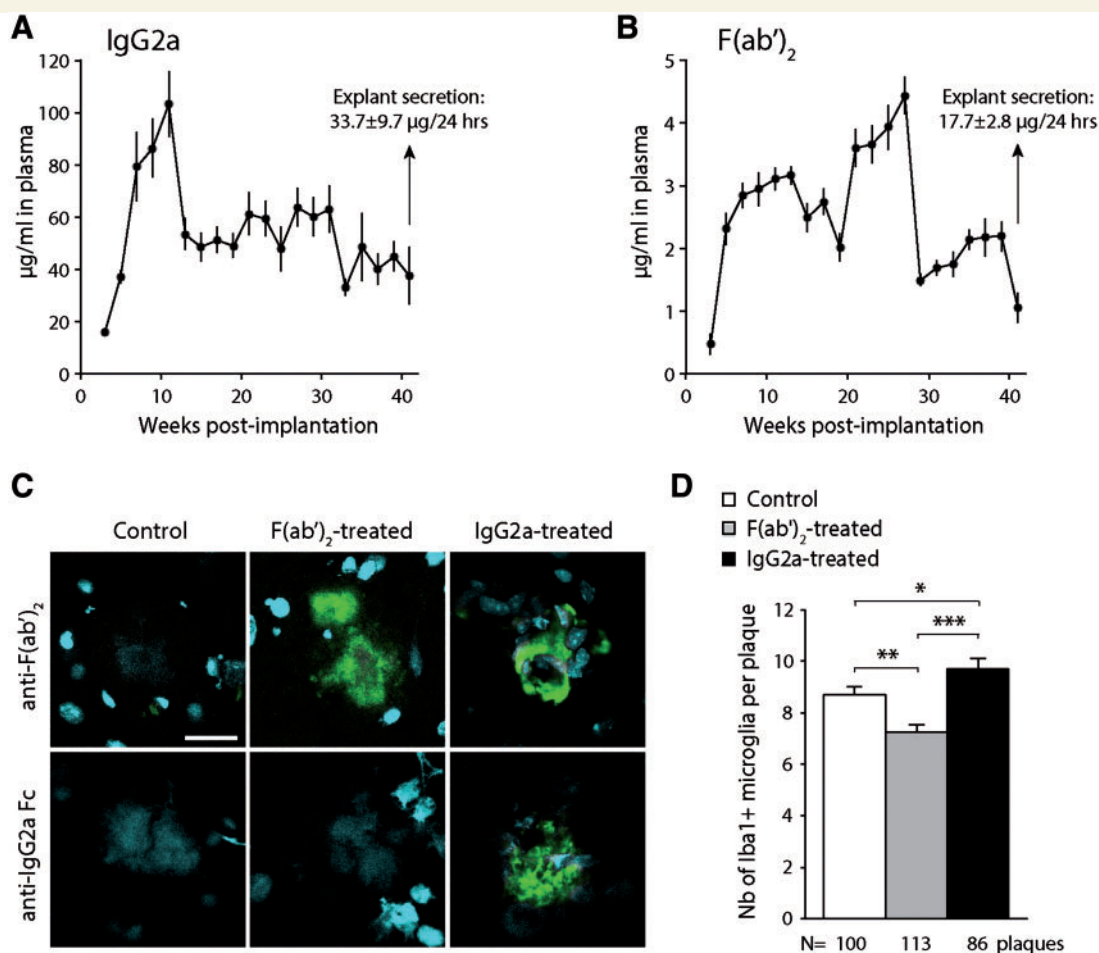 A
IgG2a
120
100
80
60
40
20
0
µg/ml in plasma
Explant secretion:
33.7±9.7 µg/24 hrs
0 10 20 30 40
Weeks post-implantation
B
F(ab')₂
5
4
3
2
1
0
µg/ml in plasma
Explant secretion:
17.7±2.8 µg/24 hrs
0 10 20 30 40
Weeks post-implantation
C
Control F(ab')₂-treated IgG2a-treated
anti-F(ab')₂
anti-IgG2a Fc
D
Control
F(ab')₂-treated
IgG2a-treated
*
***
**
12
10
8
6
4
2
0
Nb of Iba1+ microglia per plaque
N= 100 113 86 plaques